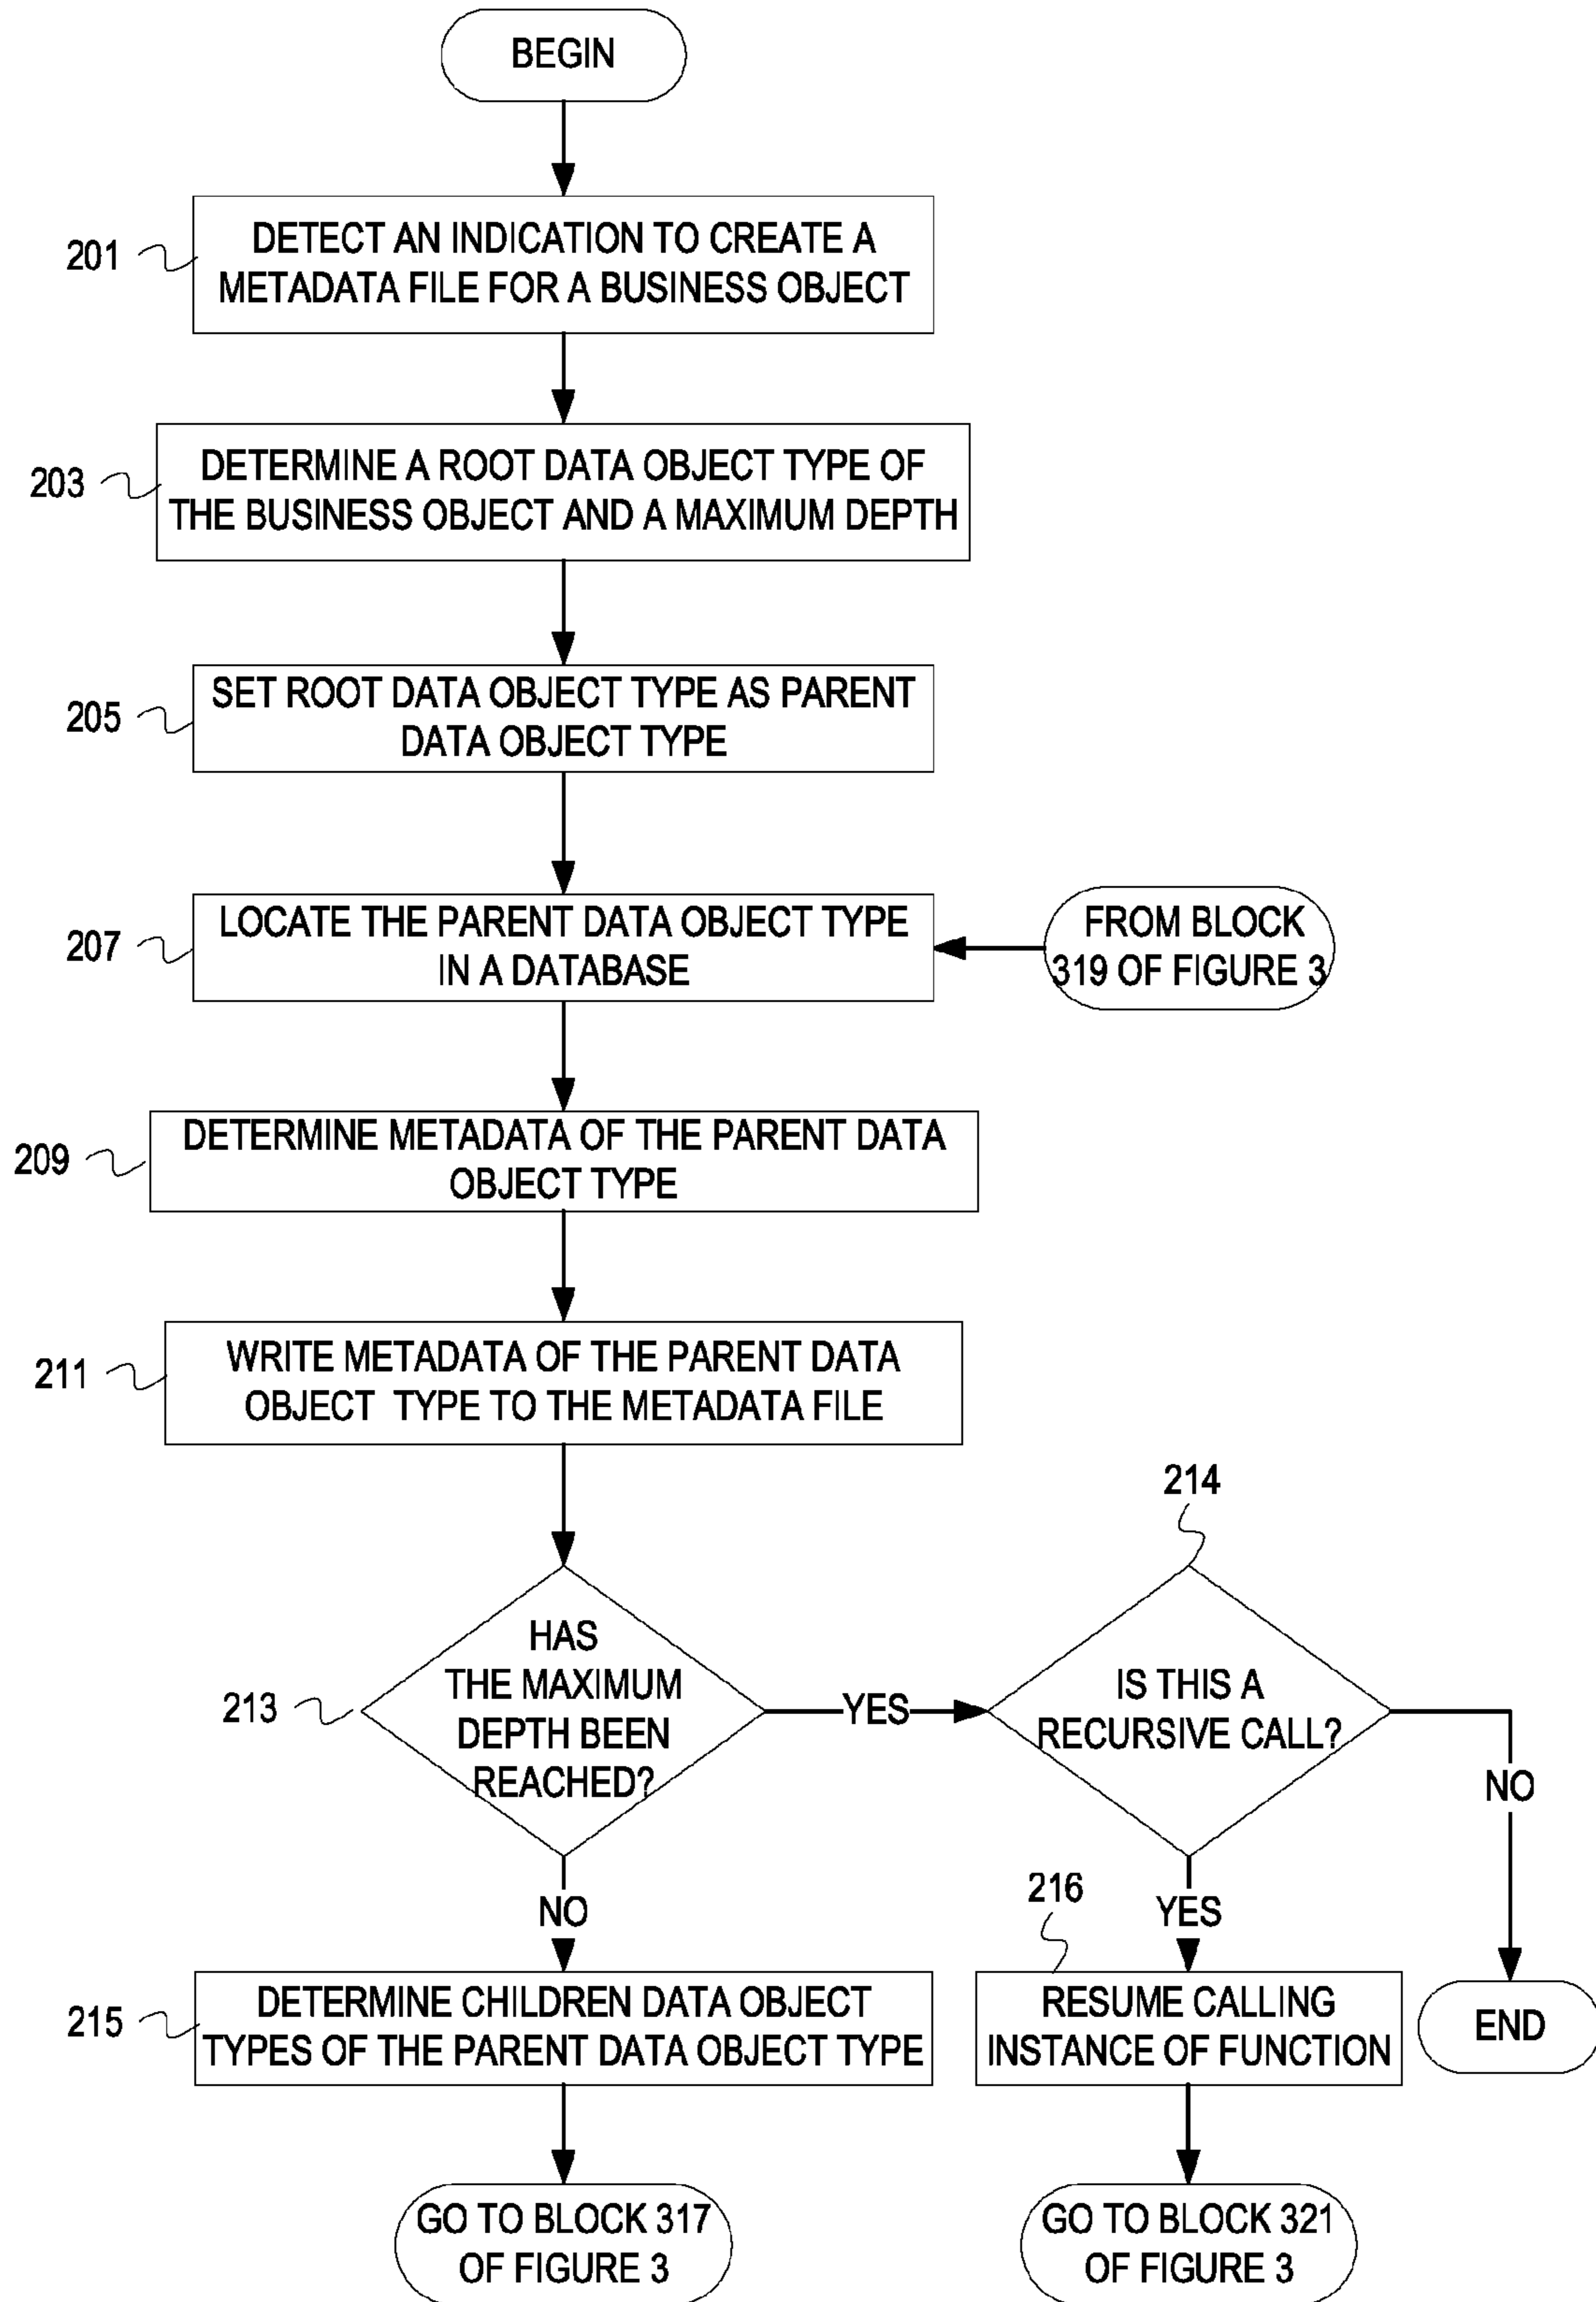 BEGIN
201
DETECT AN INDICATION TO CREATE A
METADATA FILE FOR A BUSINESS OBJECT
203
DETERMINE A ROOT DATA OBJECT TYPE OF
THE BUSINESS OBJECT AND A MAXIMUM DEPTH
205
SET ROOT DATA OBJECT TYPE AS PARENT
DATA OBJECT TYPE
207
LOCATE THE PARENT DATA OBJECT TYPE
IN A DATABASE
FROM BLOCK
319 OF FIGURE 3
209
DETERMINE METADATA OF THE PARENT DATA
OBJECT TYPE
211
WRITE METADATA OF THE PARENT DATA
OBJECT TYPE TO THE METADATA FILE
213
HAS
THE MAXIMUM
DEPTH BEEN
REACHED?
YES
214
IS THIS A
RECURSIVE CALL?
NO
NO
YES
215
DETERMINE CHILDREN DATA OBJECT
TYPES OF THE PARENT DATA OBJECT TYPE
216
RESUME CALLING
INSTANCE OF FUNCTION
END
GO TO BLOCK 317
OF FIGURE 3
GO TO BLOCK 321
OF FIGURE 3